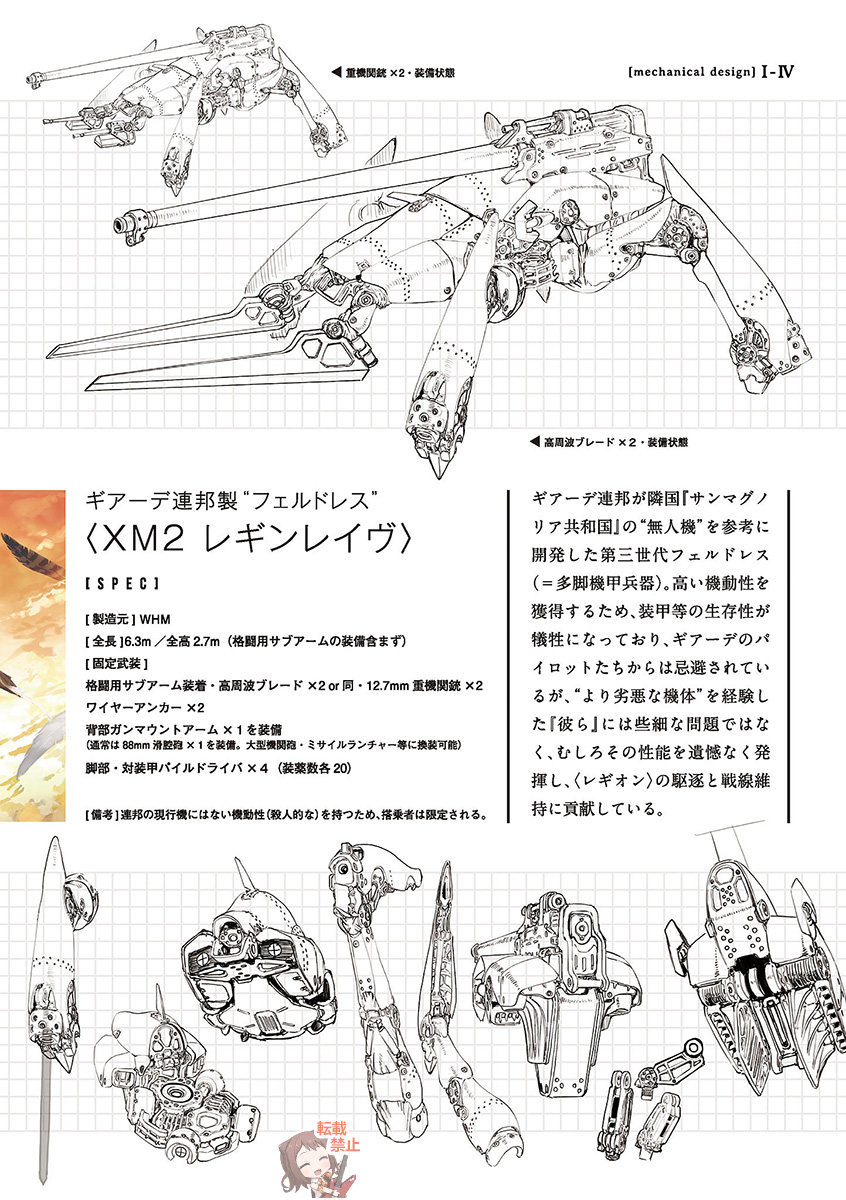 ◀ 重機関銃×2・装備状態
[mechanical design] I-IV
◀ 高周波ブレード×2・装備状態
ギアーデ連邦製“フェルドレス”
〈XM2 レギンレイヴ〉
[SPEC]
[製造元] WHM
[全長]6.3m／全高2.7m（格闘用サブアームの装備含まず）
[固定武装]
格闘用サブアーム装着・高周波ブレード×2 or 同・12.7mm 重機関銃×2
ワイヤーアンカー×2
背部ガンマウントアーム×1を装備
（通常は88mm滑腔砲×1を装備。大型機関砲・ミサイルランチャー等に換装可能）
脚部・対装甲パイルドライバ×4（装薬数各20）
[備考]連邦の現行機にはない機動性（殺人的な）を持つため、搭乗者は限定される。
ギアーデ連邦が隣国『サンマグノ
リア共和国』の“無人機”を参考に
開発した第三世代フェルドレス
（＝多脚機甲兵器）。高い機動性を
獲得するため、装甲等の生存性が
犠牲になっており、ギアーデのパ
イロットたちからは忌避されてい
るが、“より劣悪な機体”を経験し
た『彼ら』には些細な問題ではな
く、むしろその性能を遺憾なく発
揮し、〈レギオン〉の駆逐と戦線維
持に貢献している。
転載
禁止